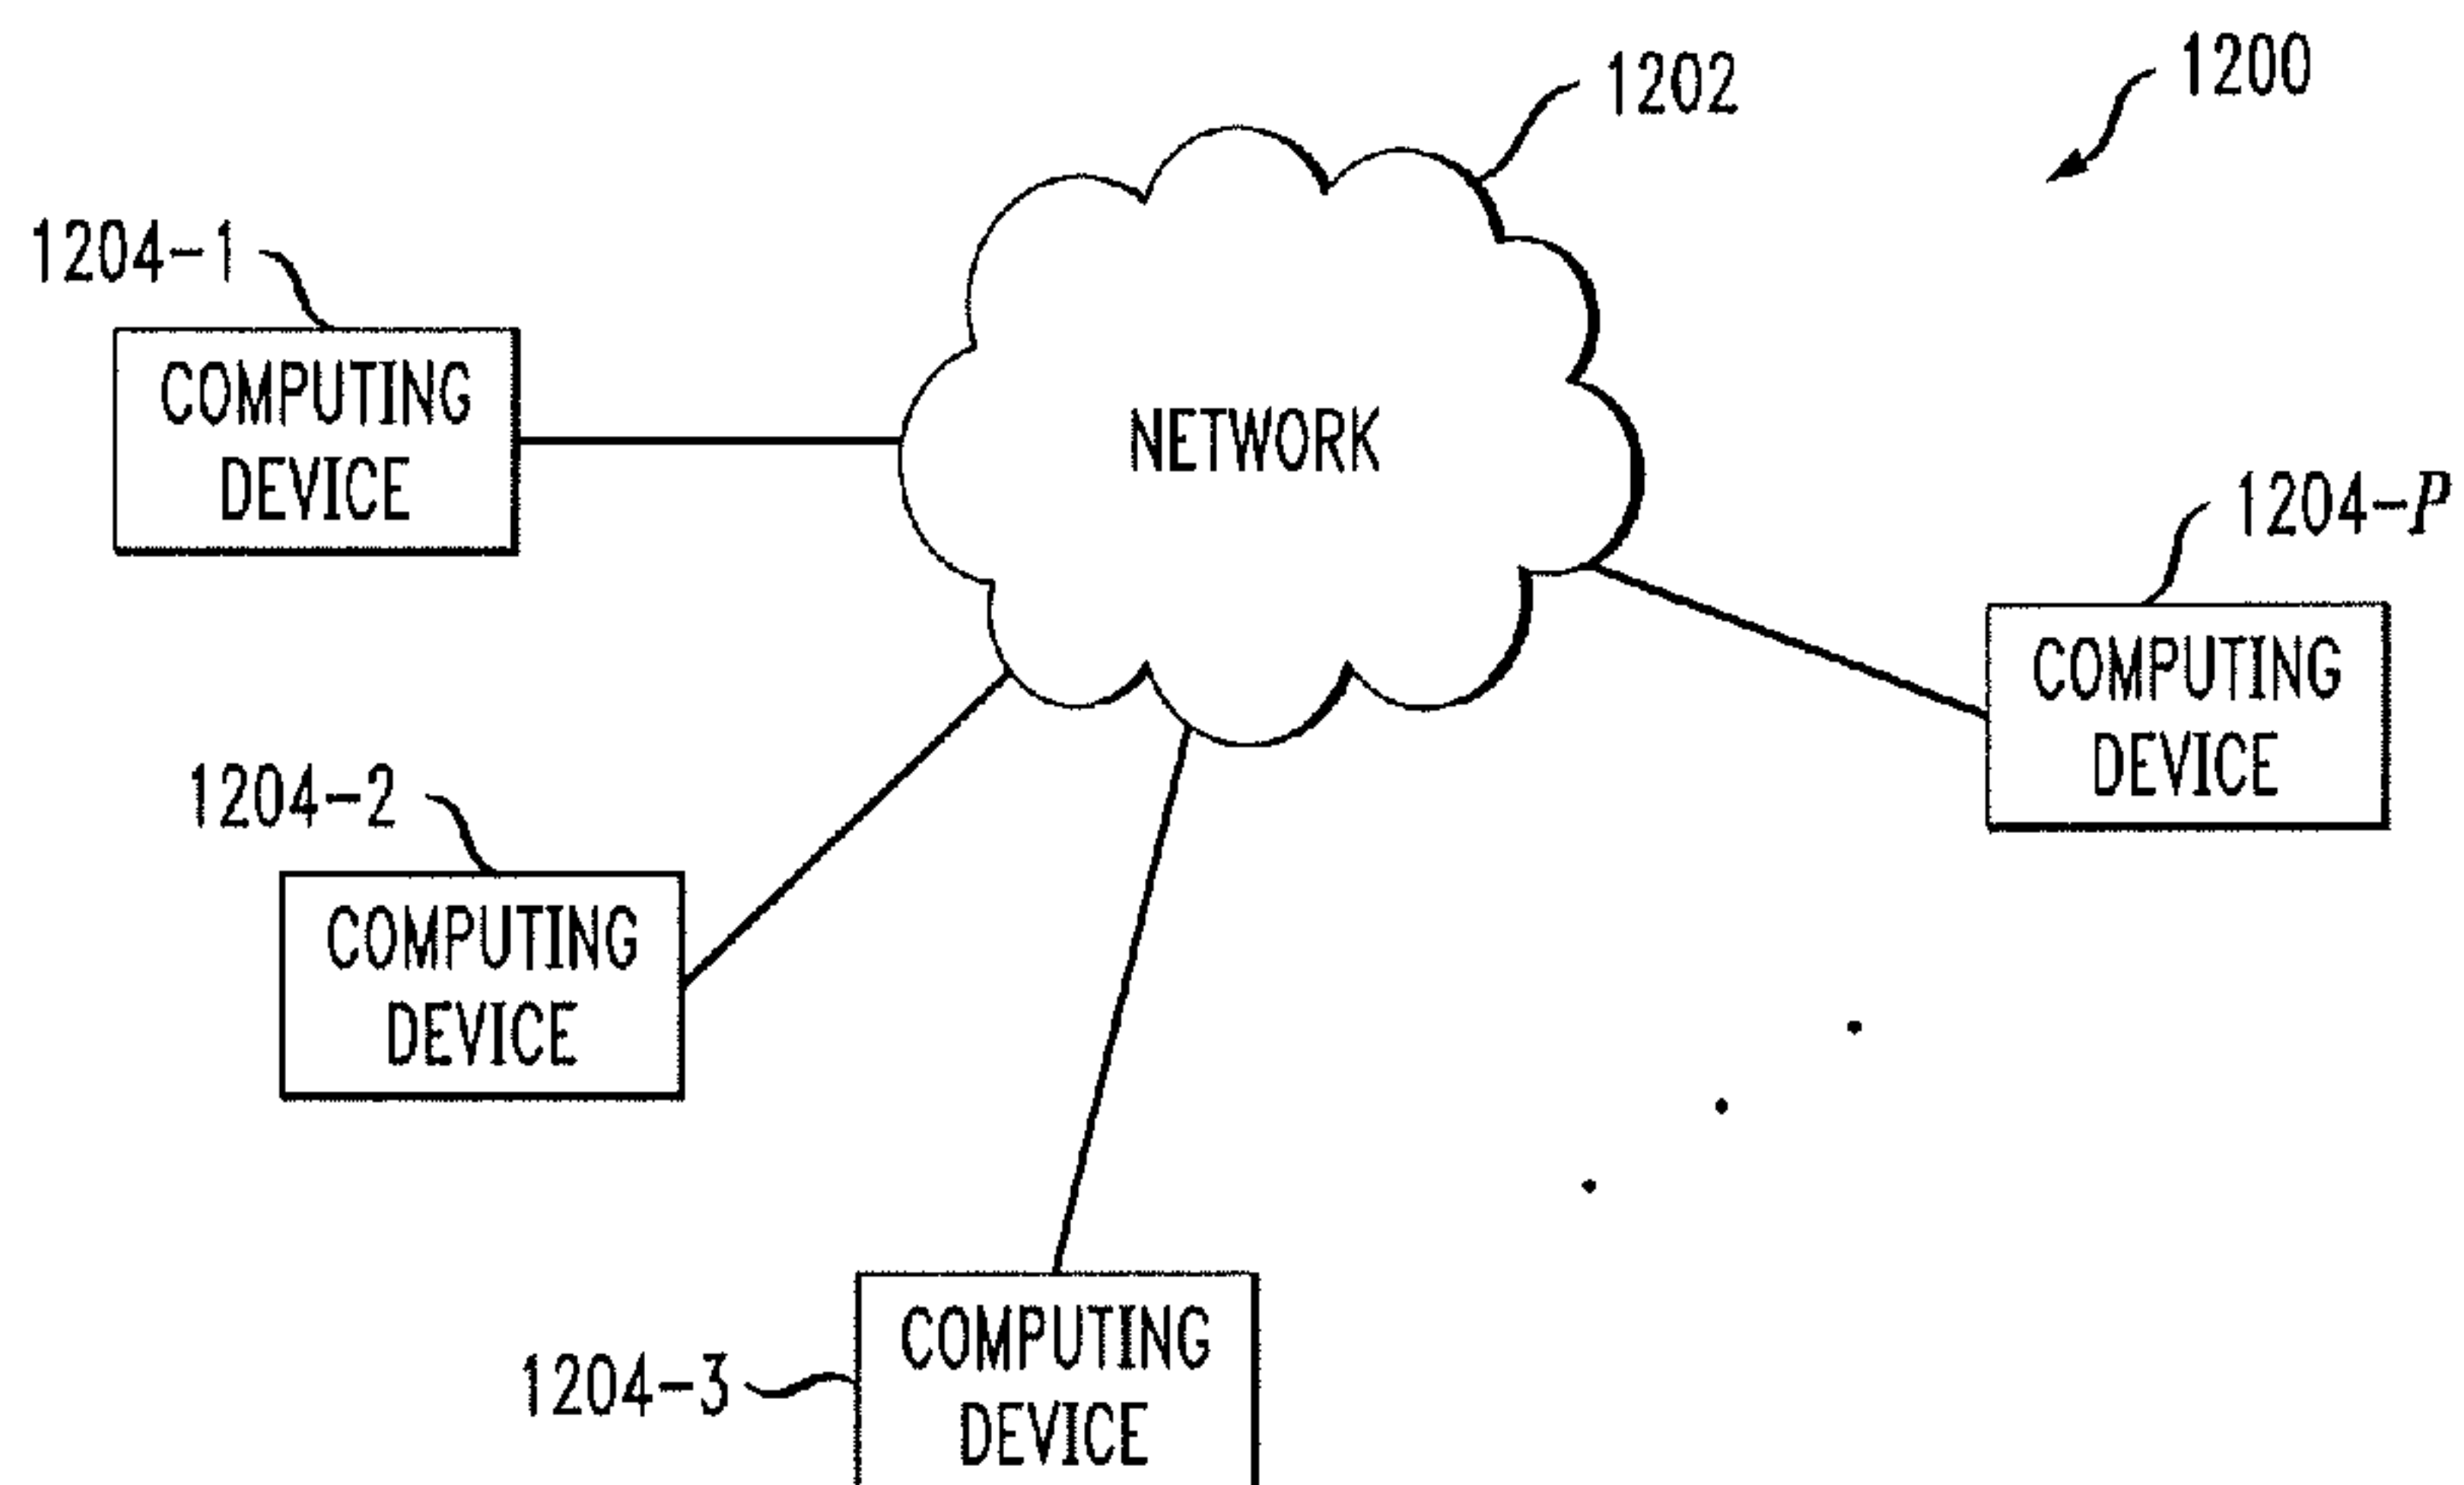 1200
1202
1204-1
COMPUTING
DEVICE
NETWORK
1204-P
COMPUTING
DEVICE
1204-2
COMPUTING
DEVICE
1204-3
COMPUTING
DEVICE